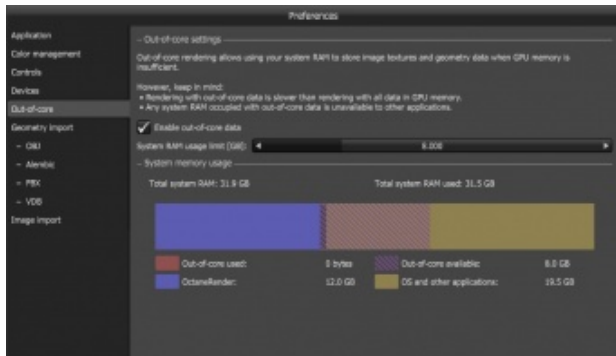 Preferences
Application
Color management
Controls
Devices
Out-of-core
Geometry import
– OBJ
– Alembic
– FBX
– VDB
Image import
Out-of-core settings
Out-of-core rendering allows using your system RAM to store image textures and geometry data when GPU memory is
insufficient.
However, keep in mind:
• Rendering with out-of-core data is slower than rendering with all data in GPU memory.
• Any system RAM occupied with out-of-core data is unavailable to other applications.
Enable out-of-core data
System RAM usage limit [GB]: 8.000
System memory usage
Total system RAM: 31.9 GB Total system RAM used: 31.5 GB
Out-of-core used: 0 bytes Out-of-core available: 8.0 GB
OctaneRender: 12.0 GB OS and other applications: 19.5 GB